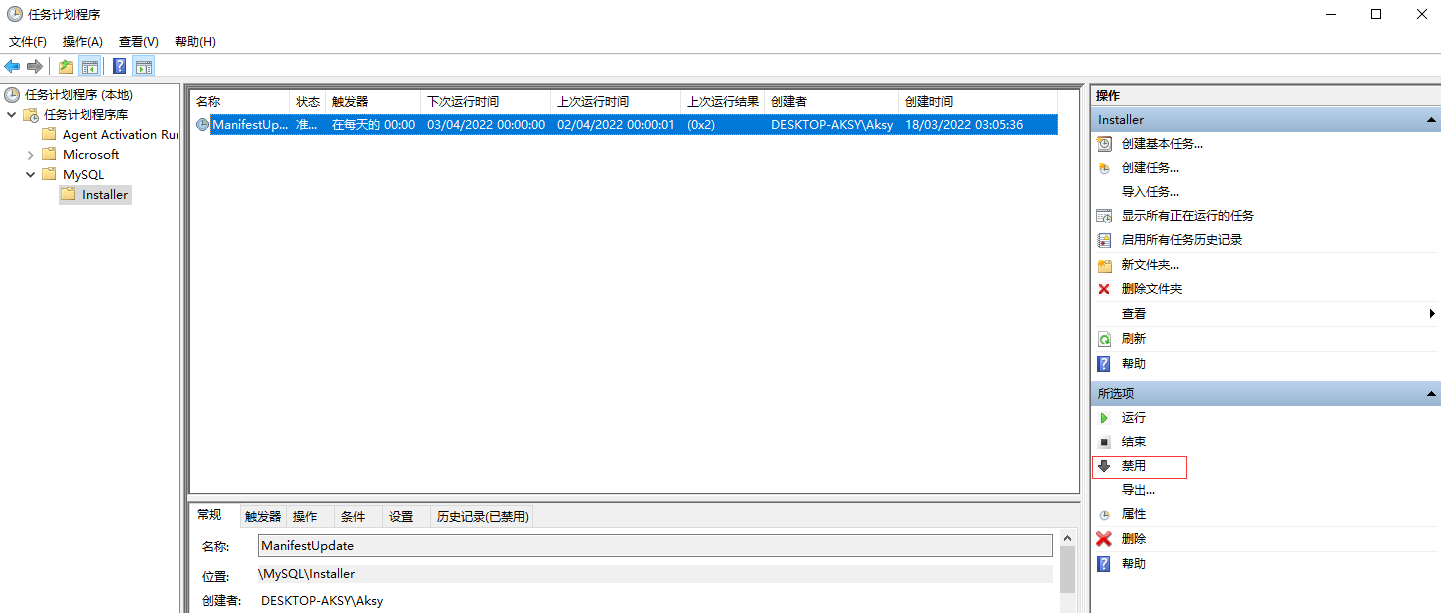 任务计划程序
文件(F) 操作(A) 查看(V) 帮助(H)
任务计划程序 (本地)
任务计划程序库
Agent Activation Rur
Microsoft
MySQL
Installer
名称 状态 触发器 下次运行时间 上次运行时间 上次运行结果 创建者 创建时间
ManifestUp... 准... 在每天的 00:00 03/04/2022 00:00:00 02/04/2022 00:00:01 (0x2) DESKTOP-AKSY\Aksy 18/03/2022 03:05:36
常规 触发器 操作 条件 设置 历史记录(已禁用)
名称: ManifestUpdate
位置: \MySQL\Installer
创建者: DESKTOP-AKSY\Aksy
操作
Installer
创建基本任务...
创建任务...
导入任务...
显示所有正在运行的任务
启用所有任务历史记录
新文件夹...
删除文件夹
查看
刷新
帮助
所选项
运行
结束
禁用
导出...
属性
删除
帮助